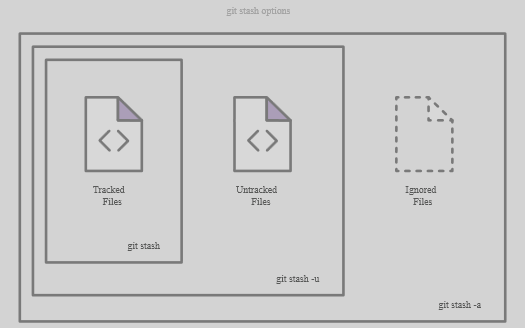 git stash options
Tracked
Files
Untracked
Files
Ignored
Files
git stash
git stash -u
git stash -a